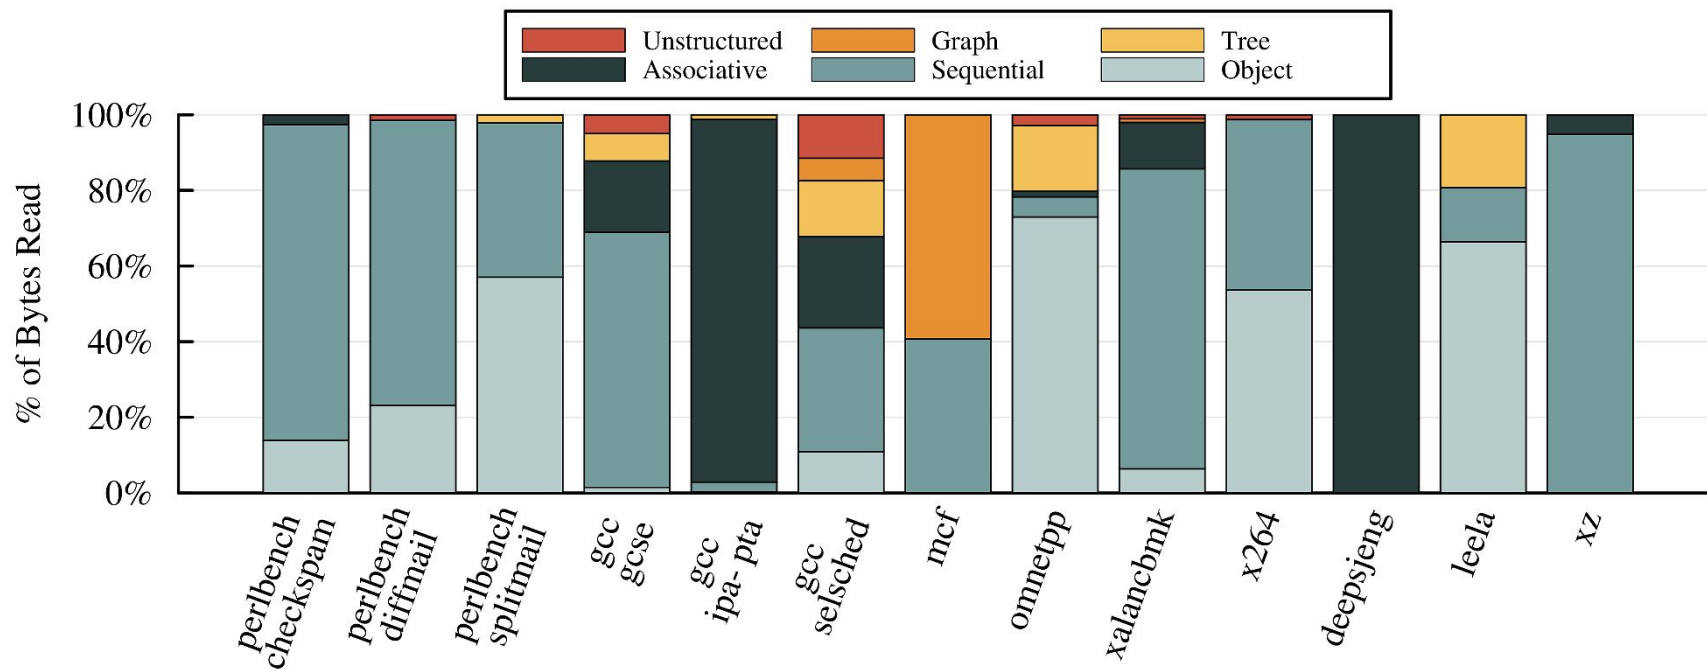 Unstructured Graph Tree
Associative Sequential Object
% of Bytes Read
100%
80%
60%
40%
20%
0%
perlbench
checkspam
perlbench
diffmail
perlbench
splitmail
gcc
gcse
gcc
ipa- pta
gcc
selsched
mcf
omnetpp
xalancbmk
x264
deepsjeng
leela
xz